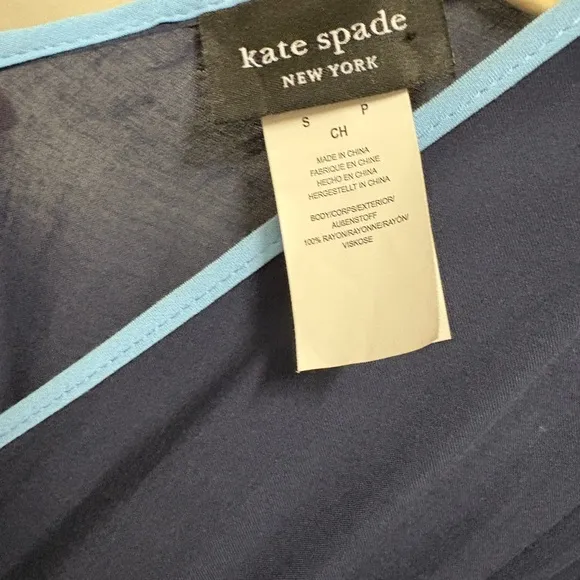 kate spade
NEW YORK
S P
CH
MADE IN CHINA
FABRIQUE EN CHINE
HECHO EN CHINA
HERGESTELLT IN CHINA
BODY/CORPS/EXTERIOR/
AUßENSTOFF
100% RAYON/RAYONNE/RAYÓN/
VISKOSE